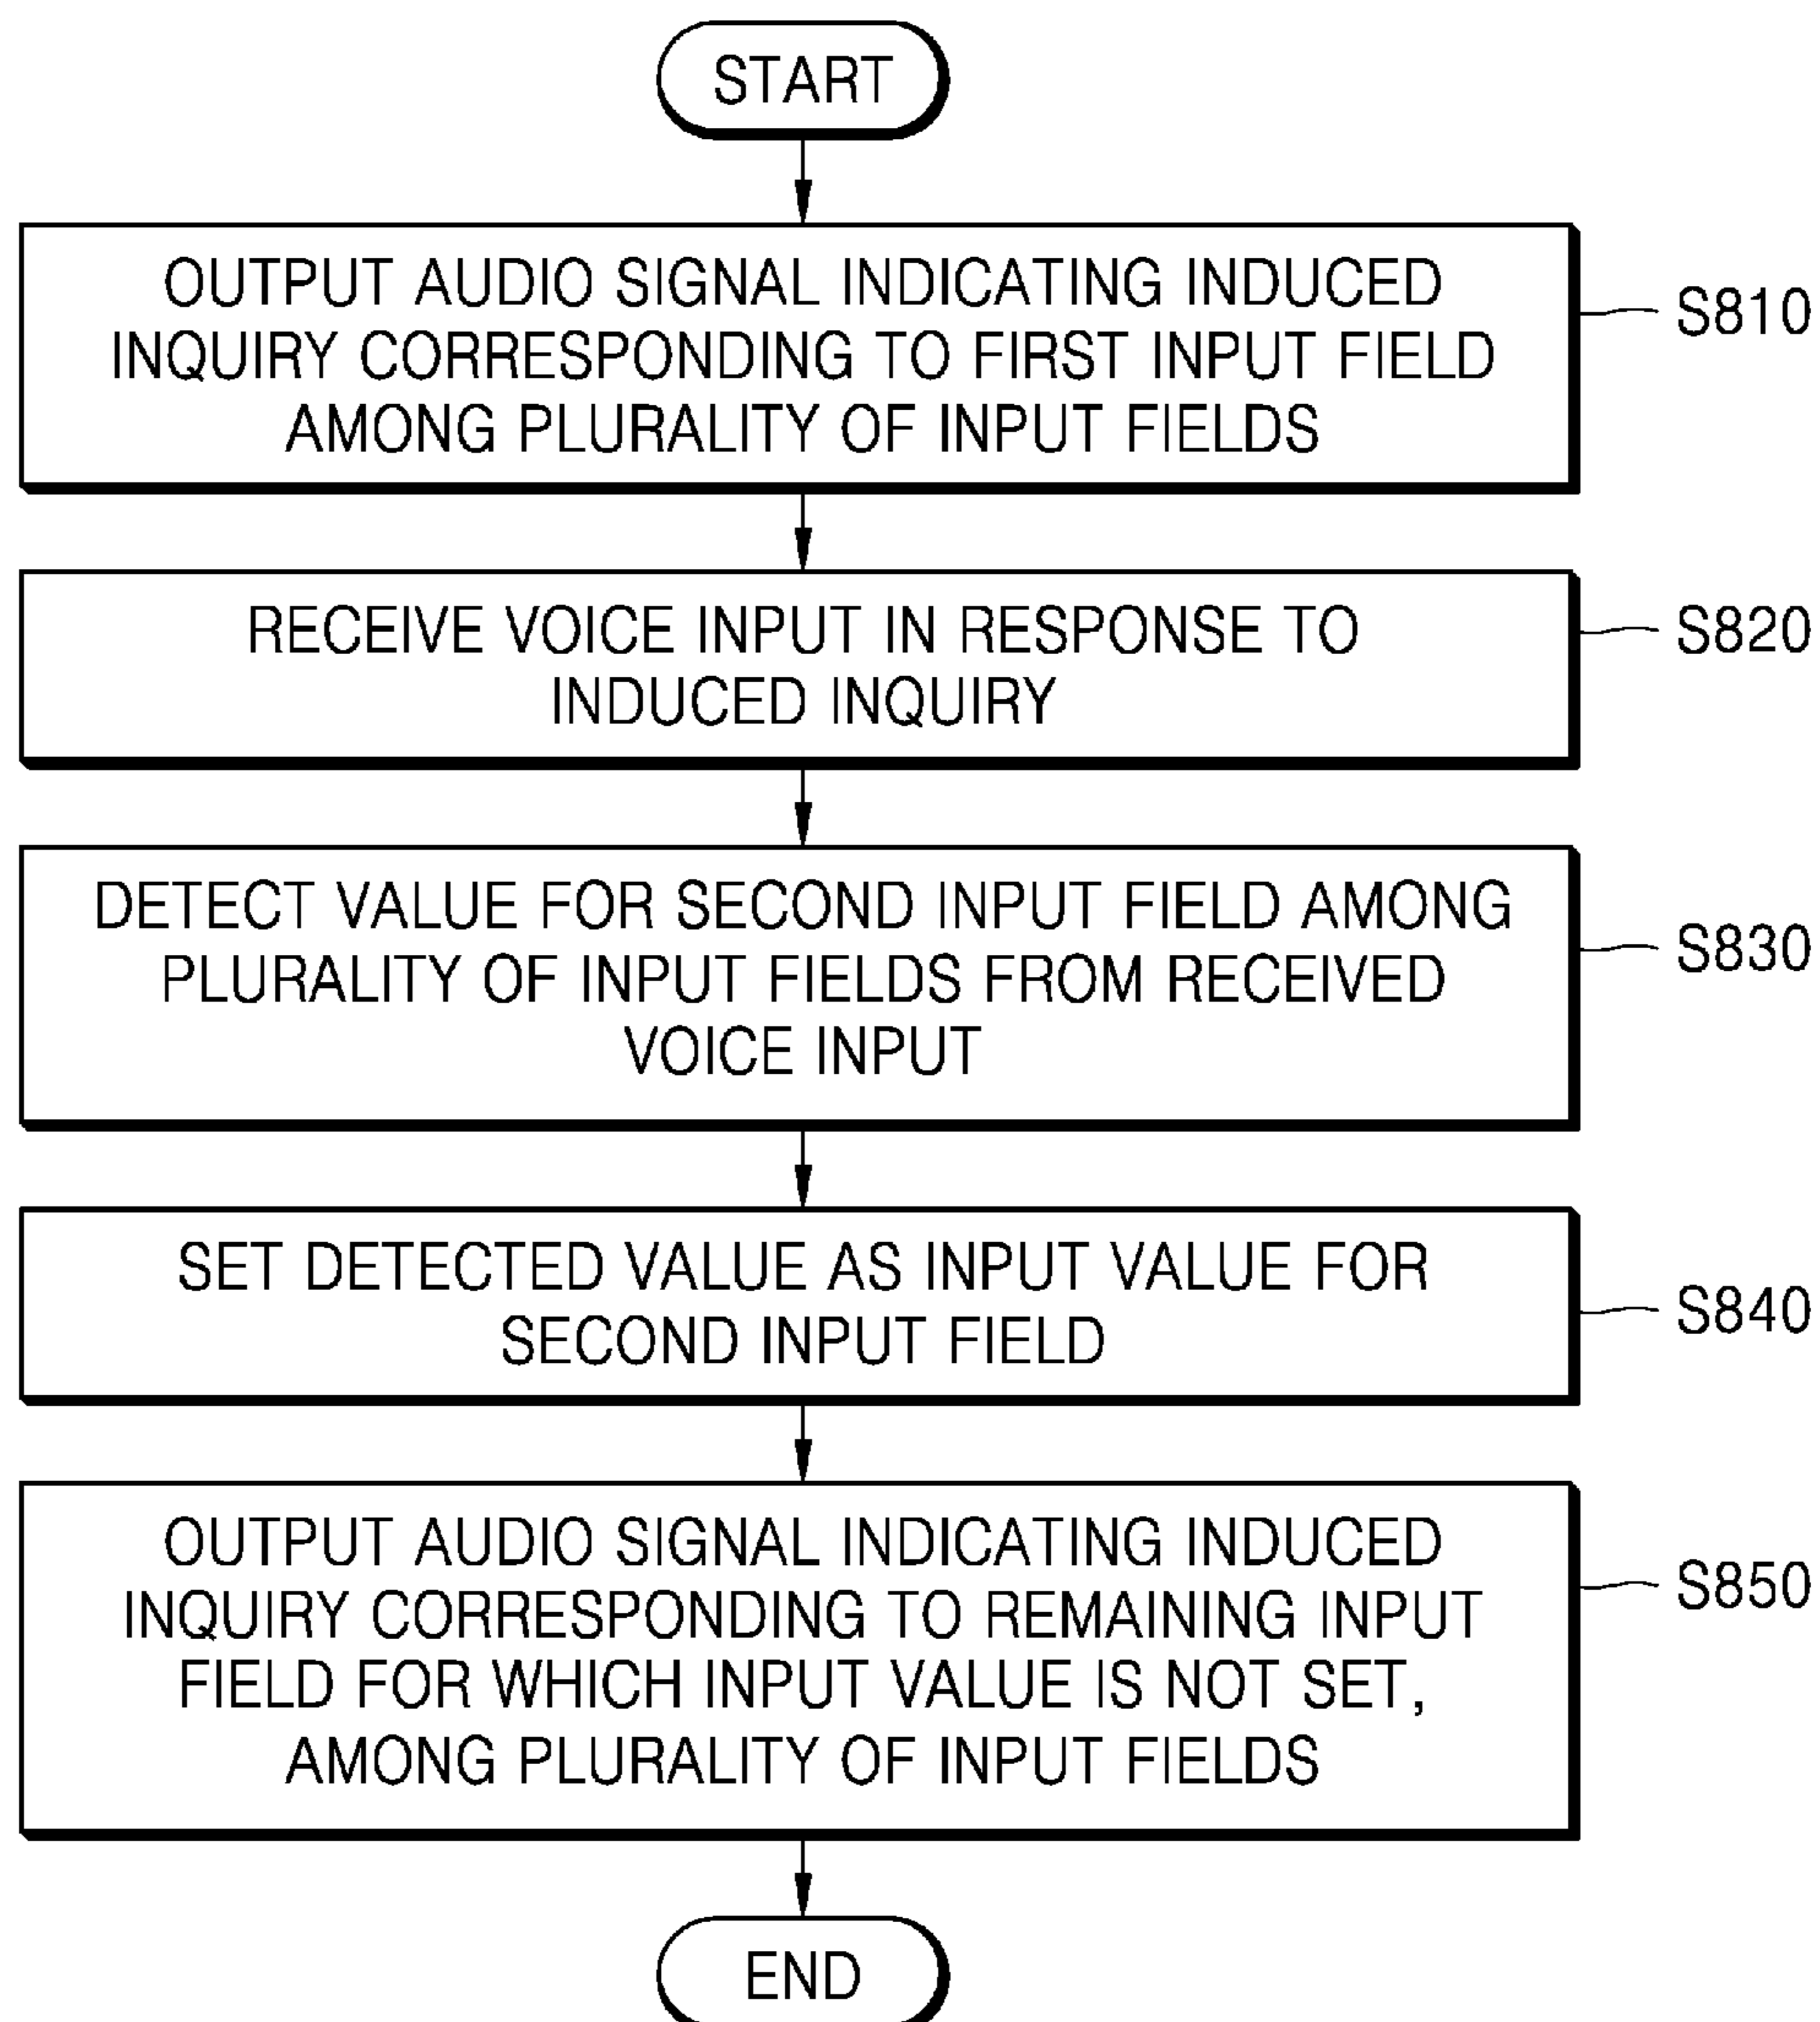 START
OUTPUT AUDIO SIGNAL INDICATING INDUCED
INQUIRY CORRESPONDING TO FIRST INPUT FIELD
AMONG PLURALITY OF INPUT FIELDS
S810
RECEIVE VOICE INPUT IN RESPONSE TO
INDUCED INQUIRY
S820
DETECT VALUE FOR SECOND INPUT FIELD AMONG
PLURALITY OF INPUT FIELDS FROM RECEIVED
VOICE INPUT
S830
SET DETECTED VALUE AS INPUT VALUE FOR
SECOND INPUT FIELD
S840
OUTPUT AUDIO SIGNAL INDICATING INDUCED
INQUIRY CORRESPONDING TO REMAINING INPUT
FIELD FOR WHICH INPUT VALUE IS NOT SET,
AMONG PLURALITY OF INPUT FIELDS
S850
END